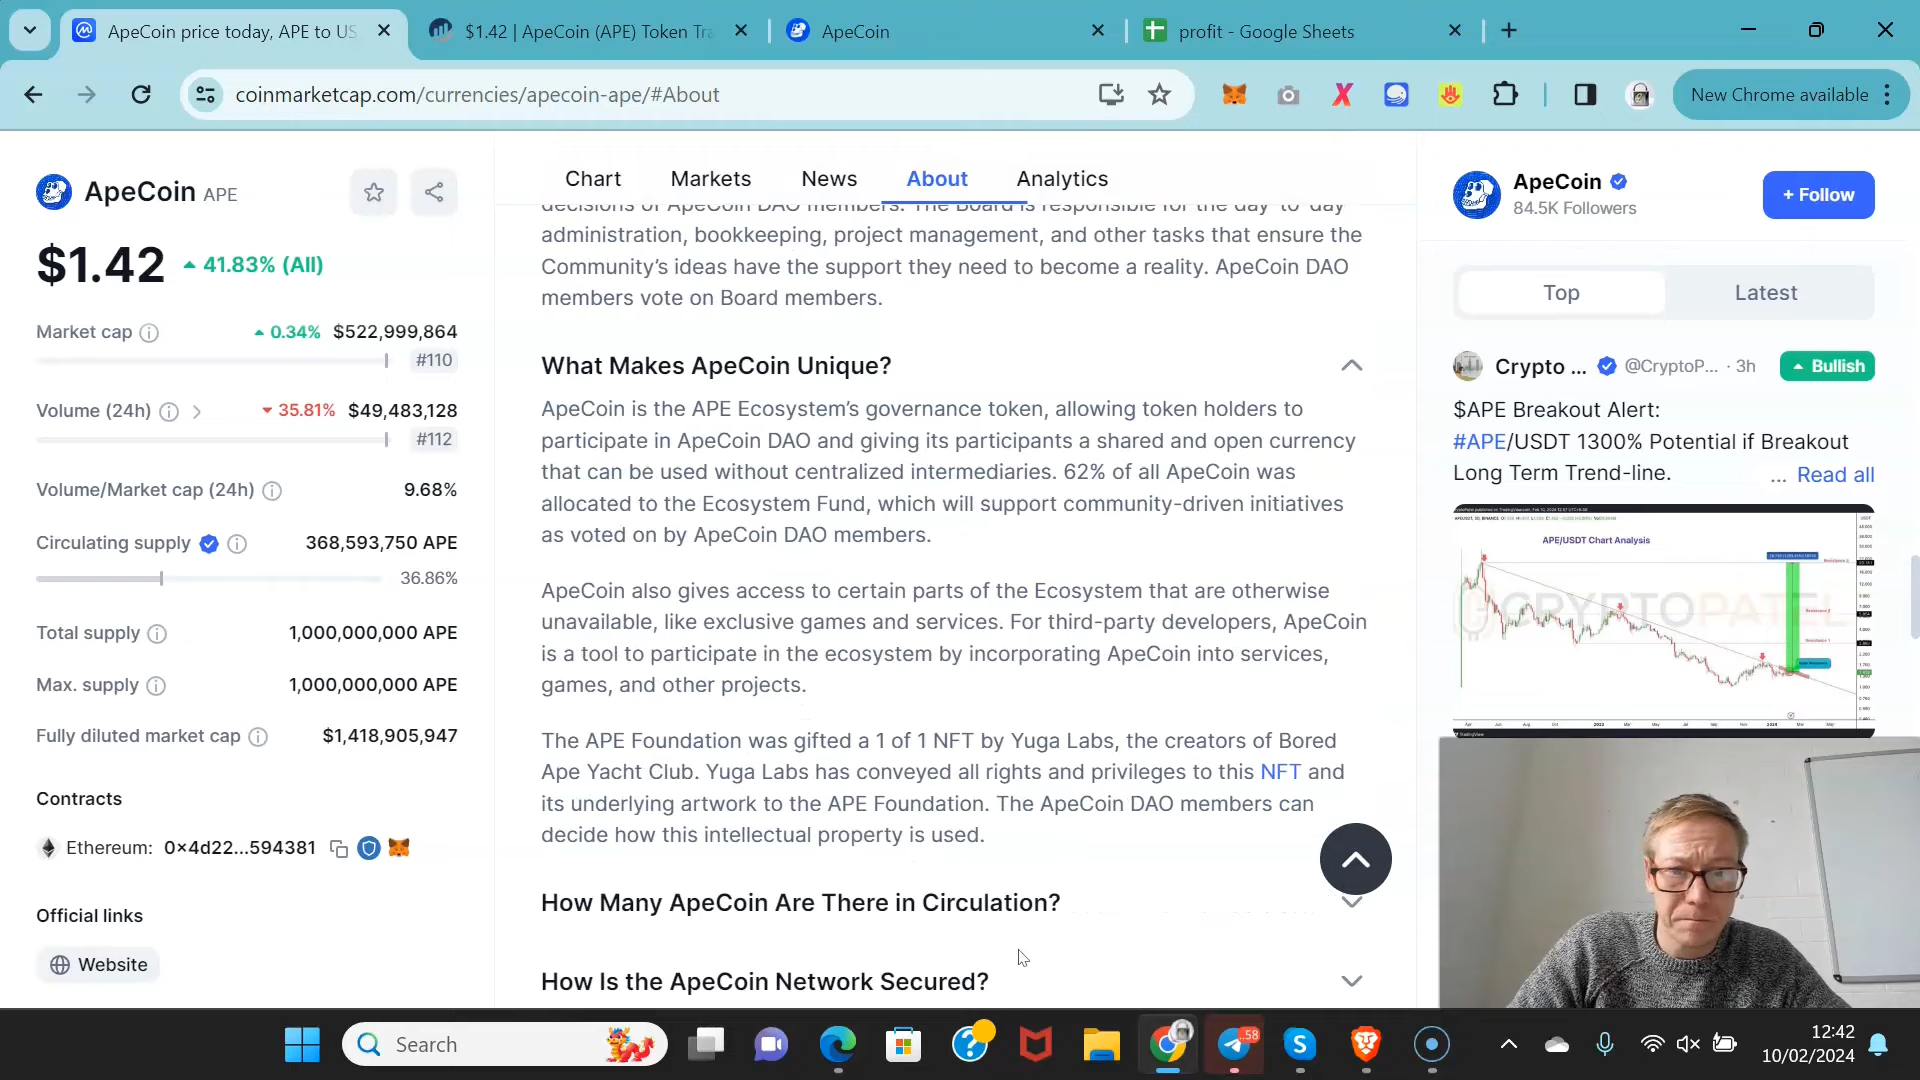 ApeCoin price today, APE to US
$1.42 | ApeCoin (APE) Token Tra
ApeCoin
profit - Google Sheets
coinmarketcap.com/currencies/apecoin-ape/#About
New Chrome available
ApeCoin APE
$1.42 41.83% (All)
Market cap 0.34% $522,999,864
#110
Volume (24h) 35.81% $49,483,128
#112
Volume/Market cap (24h) 9.68%
Circulating supply 368,593,750 APE
36.86%
Total supply 1,000,000,000 APE
Max. supply 1,000,000,000 APE
Fully diluted market cap $1,418,905,947
Contracts
Ethereum: 0x4d22...594381
Official links
Website
Chart Markets News About Analytics
decisions of ApeCoin DAO members. The Board is responsible for the day-to-day
administration, bookkeeping, project management, and other tasks that ensure the
Community's ideas have the support they need to become a reality. ApeCoin DAO
members vote on Board members.
What Makes ApeCoin Unique?
ApeCoin is the APE Ecosystem's governance token, allowing token holders to
participate in ApeCoin DAO and giving its participants a shared and open currency
that can be used without centralized intermediaries. 62% of all ApeCoin was
allocated to the Ecosystem Fund, which will support community-driven initiatives
as voted on by ApeCoin DAO members.
ApeCoin also gives access to certain parts of the Ecosystem that are otherwise
unavailable, like exclusive games and services. For third-party developers, ApeCoin
is a tool to participate in the ecosystem by incorporating ApeCoin into services,
games, and other projects.
The APE Foundation was gifted a 1 of 1 NFT by Yuga Labs, the creators of Bored
Ape Yacht Club. Yuga Labs has conveyed all rights and privileges to this NFT and
its underlying artwork to the APE Foundation. The ApeCoin DAO members can
decide how this intellectual property is used.
How Many ApeCoin Are There in Circulation?
How Is the ApeCoin Network Secured?
ApeCoin
84.5K Followers
+ Follow
Top Latest
Crypto ... @CryptoP... · 3h Bullish
$APE Breakout Alert:
#APE/USDT 1300% Potential if Breakout
Long Term Trend-line. ... Read all
APE/USDT Chart Analysis
CRYPTOPATEL
Search
58
12:42
10/02/2024